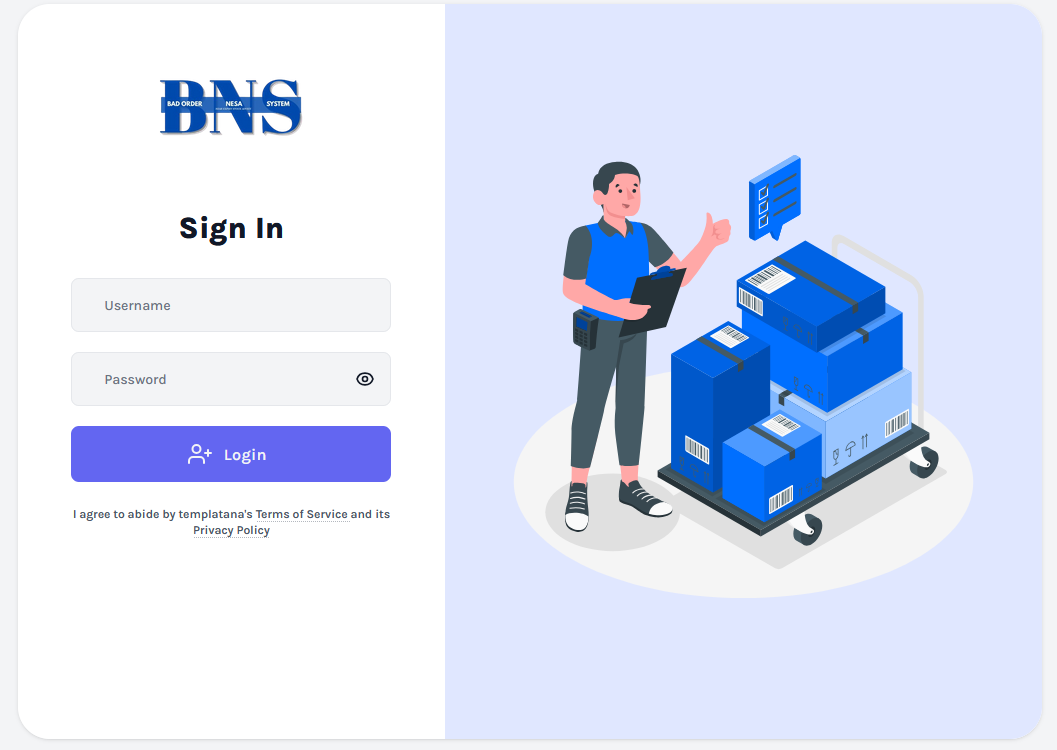 BNS
BAD ORDER NESA SYSTEM
Sign In
Username
Password
Login
I agree to abide by templatana's Terms of Service and its
Privacy Policy